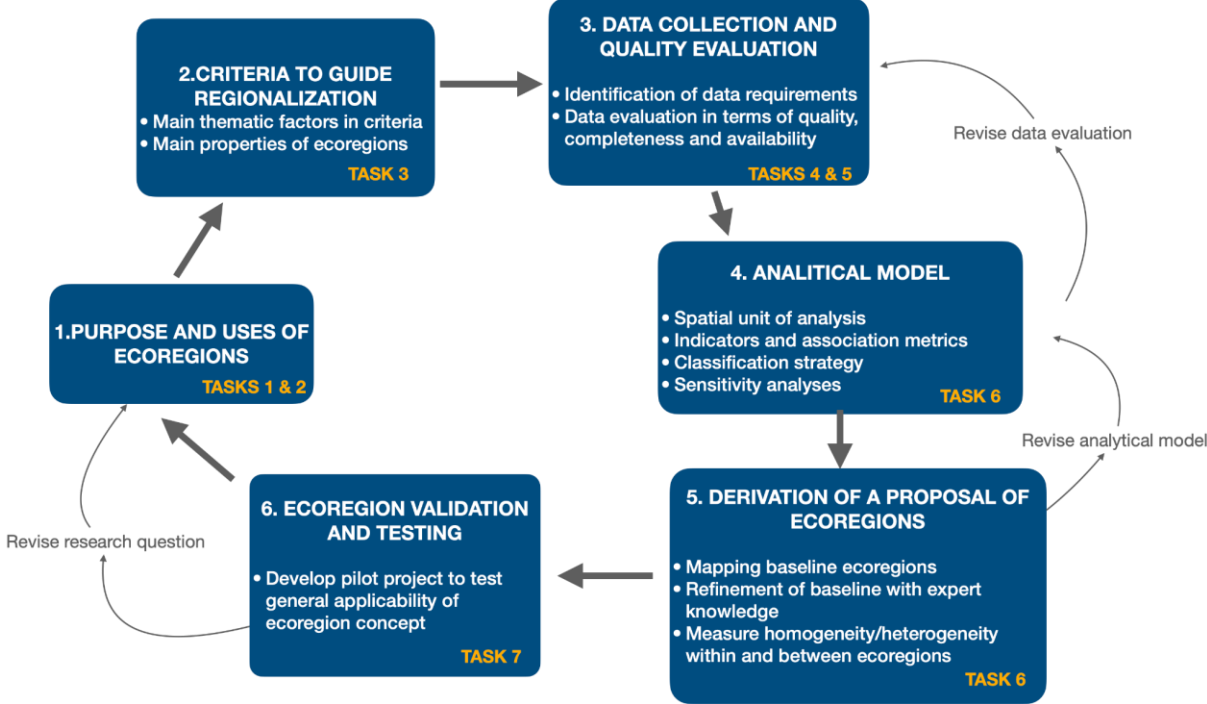 1.PURPOSE AND USES OF
ECOREGIONS
TASKS 1 & 2
2.CRITERIA TO GUIDE
REGIONALIZATION
• Main thematic factors in criteria
• Main properties of ecoregions
TASK 3
3. DATA COLLECTION AND
QUALITY EVALUATION
• Identification of data requirements
• Data evaluation in terms of quality,
completeness and availability
TASKS 4 & 5
Revise data evaluation
4. ANALITICAL MODEL
• Spatial unit of analysis
• Indicators and association metrics
• Classification strategy
• Sensitivity analyses
TASK 6
Revise analytical model
5. DERIVATION OF A PROPOSAL OF
ECOREGIONS
• Mapping baseline ecoregions
• Refinement of baseline with expert
knowledge
• Measure homogeneity/heterogeneity
within and between ecoregions
TASK 6
6. ECOREGION VALIDATION
AND TESTING
• Develop pilot project to test
general applicability of
ecoregion concept
TASK 7
Revise research question